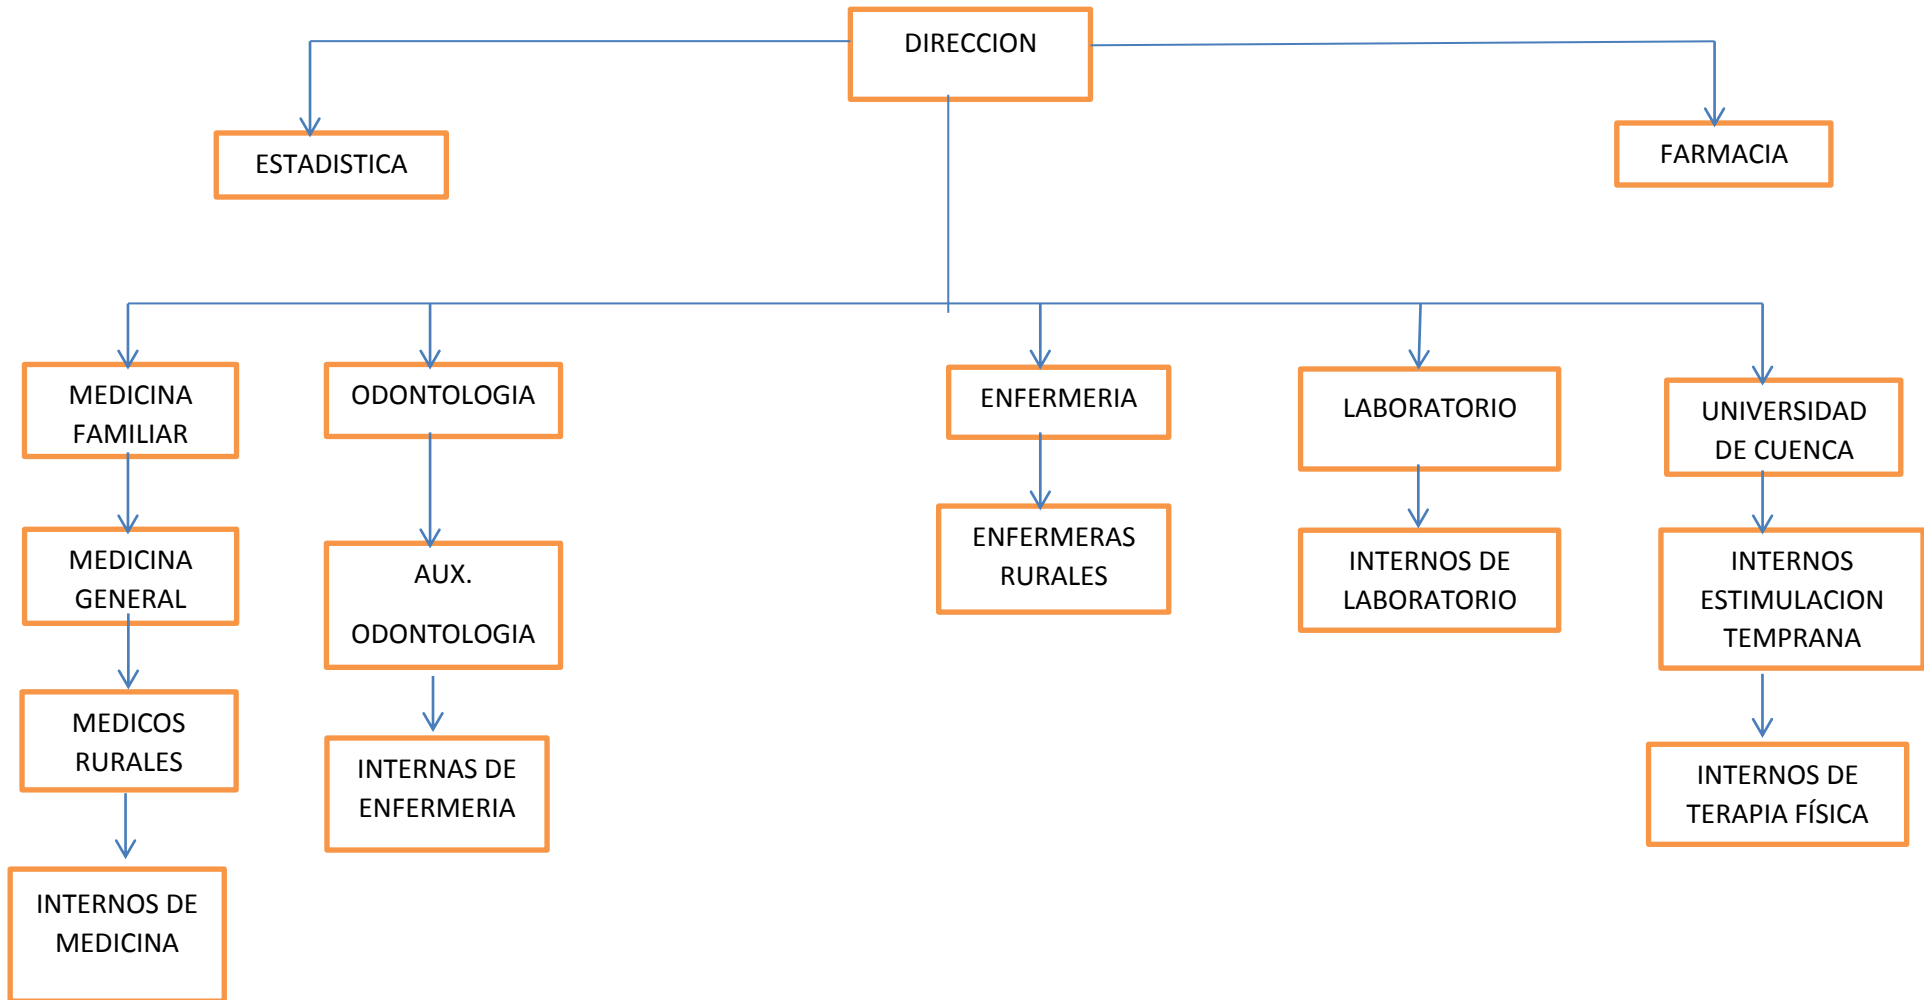 DIRECCION
ESTADISTICA
FARMACIA
MEDICINA
FAMILIAR
ODONTOLOGIA
ENFERMERIA
LABORATORIO
UNIVERSIDAD
DE CUENCA
MEDICINA
GENERAL
AUX.
ODONTOLOGIA
ENFERMERAS
RURALES
INTERNOS DE
LABORATORIO
INTERNOS
ESTIMULACION
TEMPRANA
MEDICOS
RURALES
INTERNAS DE
ENFERMERIA
INTERNOS DE
TERAPIA FÍSICA
INTERNOS DE
MEDICINA